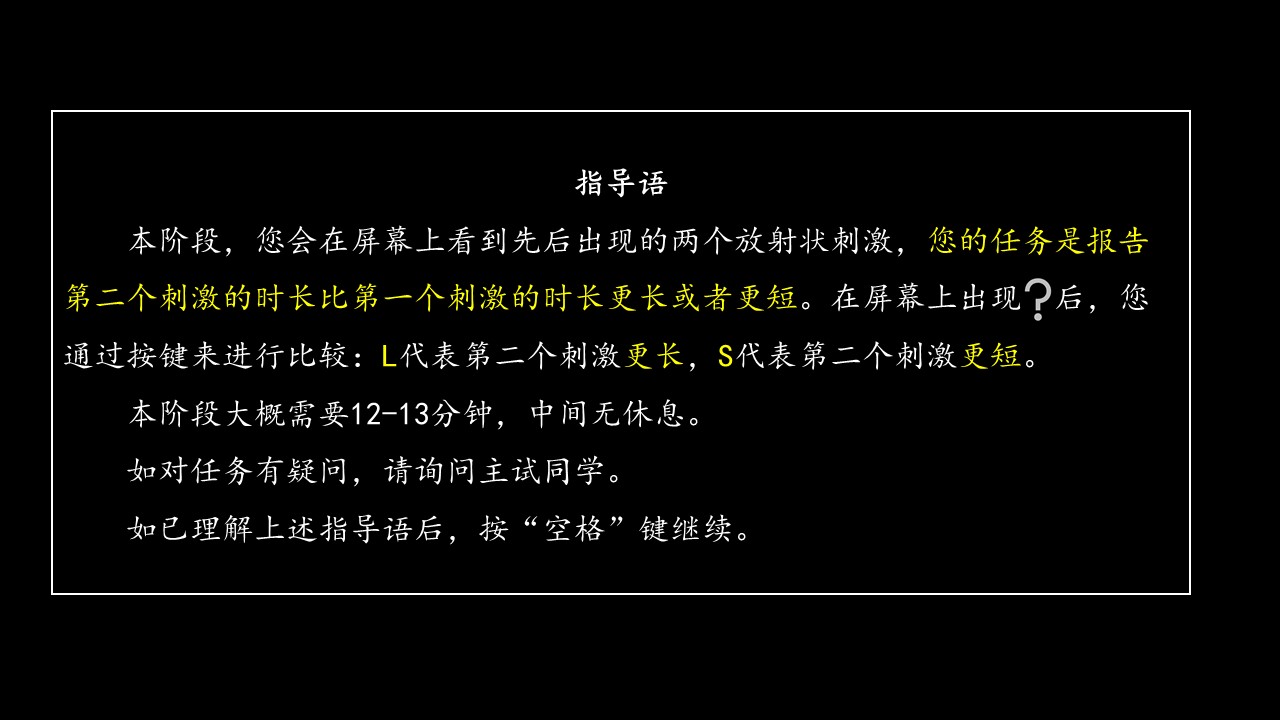 指导语
本阶段，您会在屏幕上看到先后出现的两个放射状刺激，您的任务是报告
第二个刺激的时长比第一个刺激的时长更长或者更短。在屏幕上出现?后，您
通过按键来进行比较：L代表第二个刺激更长，S代表第二个刺激更短。
本阶段大概需要12-13分钟，中间无休息。
如对任务有疑问，请询问主试同学。
如已理解上述指导语后，按“空格”键继续。